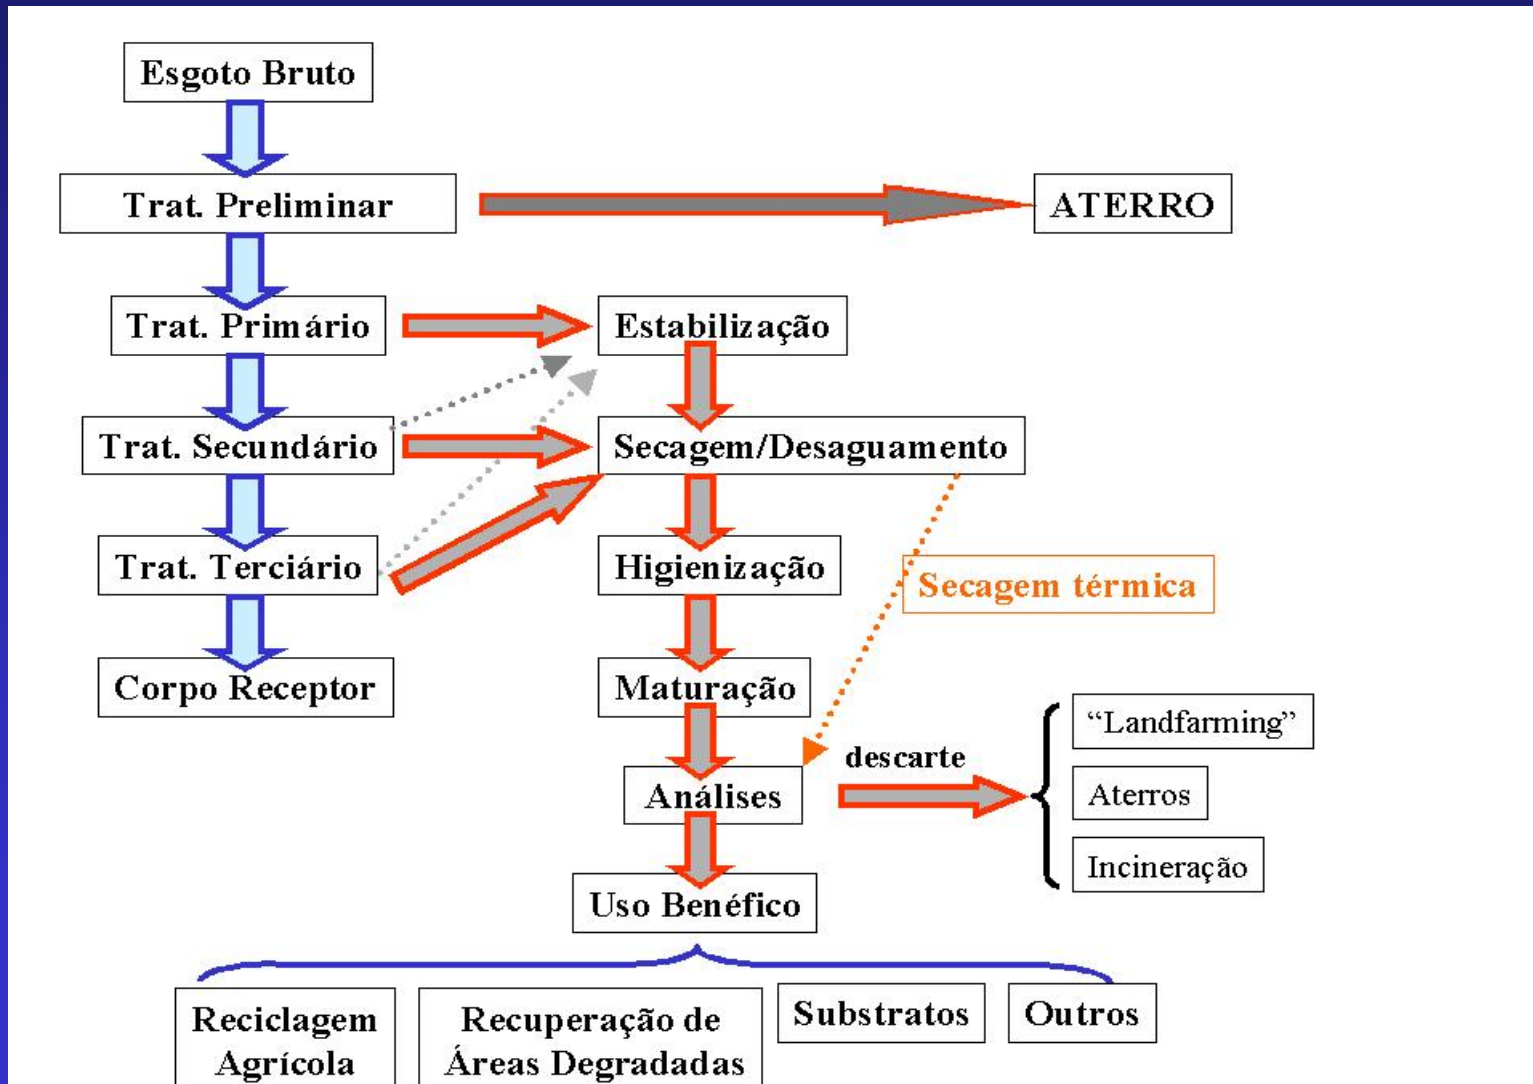 Esgoto Bruto
Trat. Preliminar
ATERRO
Trat. Primário
Estabilização
Trat. Secundário
Secagem/Desaguamento
Trat. Terciário
Higienização
Secagem térmica
Corpo Receptor
Maturação
“Landfarming”
descarte
Análises
Aterros
Incineração
Uso Benéfico
Reciclagem
Agrícola
Recuperação de
Áreas Degradadas
Substratos
Outros